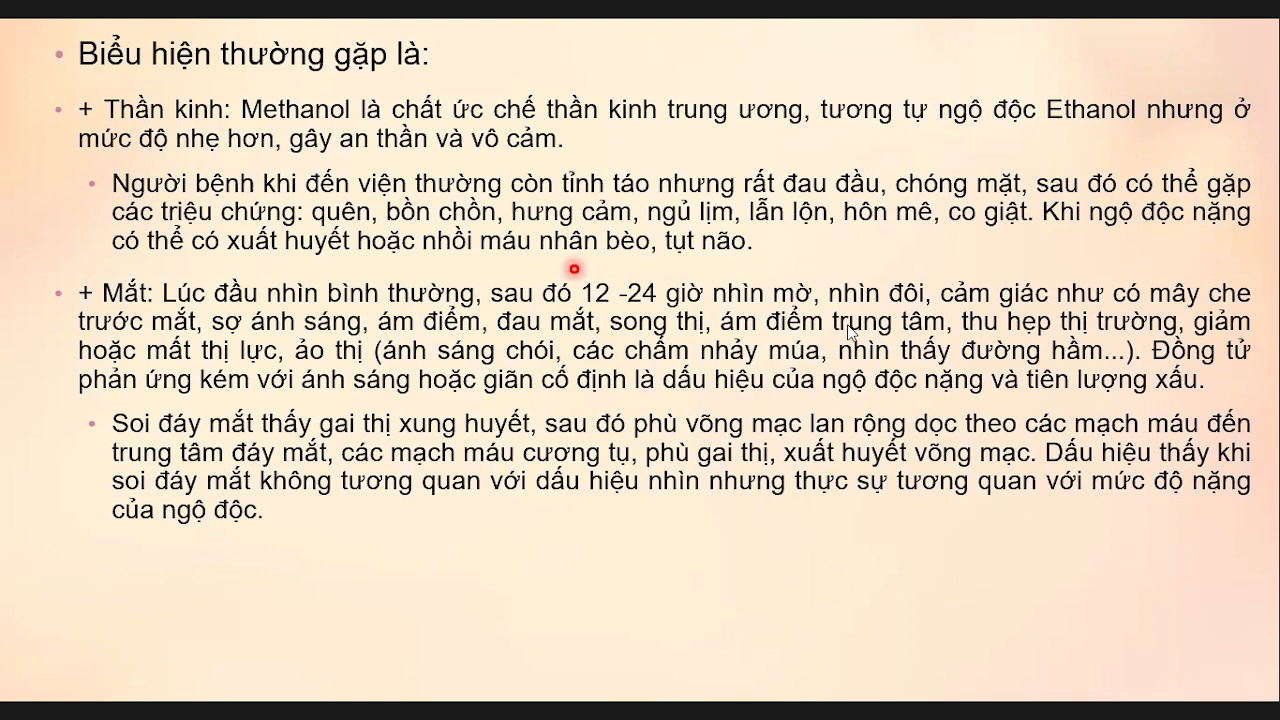 • Biểu hiện thường gặp là:
• + Thần kinh: Methanol là chất ức chế thần kinh trung ương, tương tự ngộ độc Ethanol nhưng ở
mức độ nhẹ hơn, gây an thần và vô cảm.
• Người bệnh khi đến viện thường còn tỉnh táo nhưng rất đau đầu, chóng mặt, sau đó có thể gặp
các triệu chứng: quên, bồn chồn, hưng cảm, ngủ lịm, lẫn lộn, hôn mê, co giật. Khi ngộ độc nặng
có thể có xuất huyết hoặc nhồi máu nhân bèo, tụt não.
• + Mắt: Lúc đầu nhìn bình thường, sau đó 12 -24 giờ nhìn mờ, nhìn đôi, cảm giác như có mây che
trước mắt, sợ ánh sáng, ám điểm, đau mắt, song thị, ám điểm trung tâm, thu hẹp thị trường, giảm
hoặc mất thị lực, ảo thị (ánh sáng chói, các chấm nhảy múa, nhìn thấy đường hầm...). Đồng tử
phản ứng kém với ánh sáng hoặc giãn cố định là dấu hiệu của ngộ độc nặng và tiên lượng xấu.
• Soi đáy mắt thấy gai thị xung huyết, sau đó phù võng mạc lan rộng dọc theo các mạch máu đến
trung tâm đáy mắt, các mạch máu cương tụ, phù gai thị, xuất huyết võng mạc. Dấu hiệu thấy khi
soi đáy mắt không tương quan với dấu hiệu nhìn nhưng thực sự tương quan với mức độ nặng
của ngộ độc.